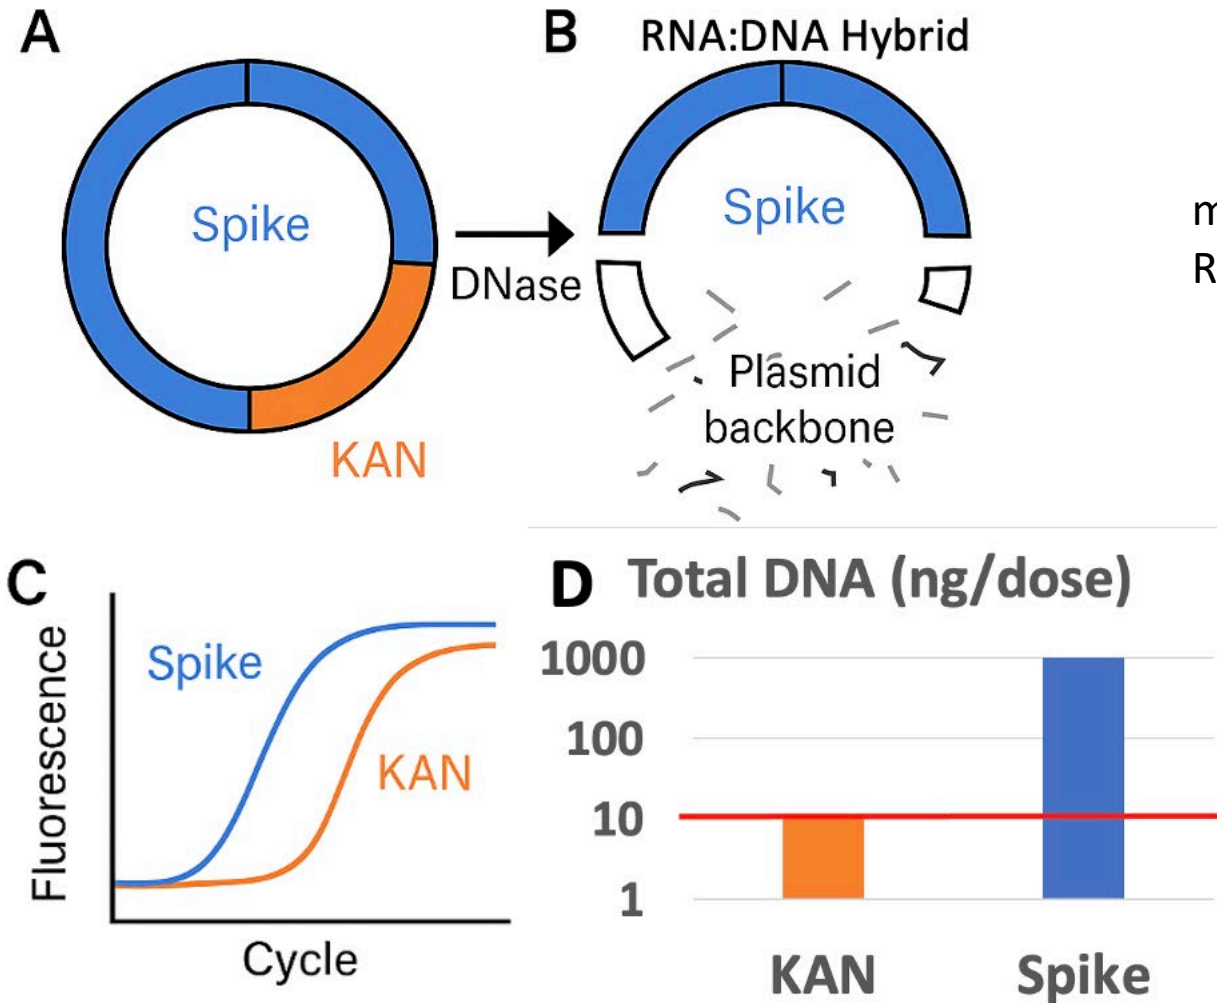 A
Spike
KAN
DNase
B
RNA:DNA Hybrid
Spike
Plasmid
backbone
m
R
C
Fluorescence
Spike
KAN
Cycle
D
Total DNA (ng/dose)
1000
100
10
1
KAN
Spike